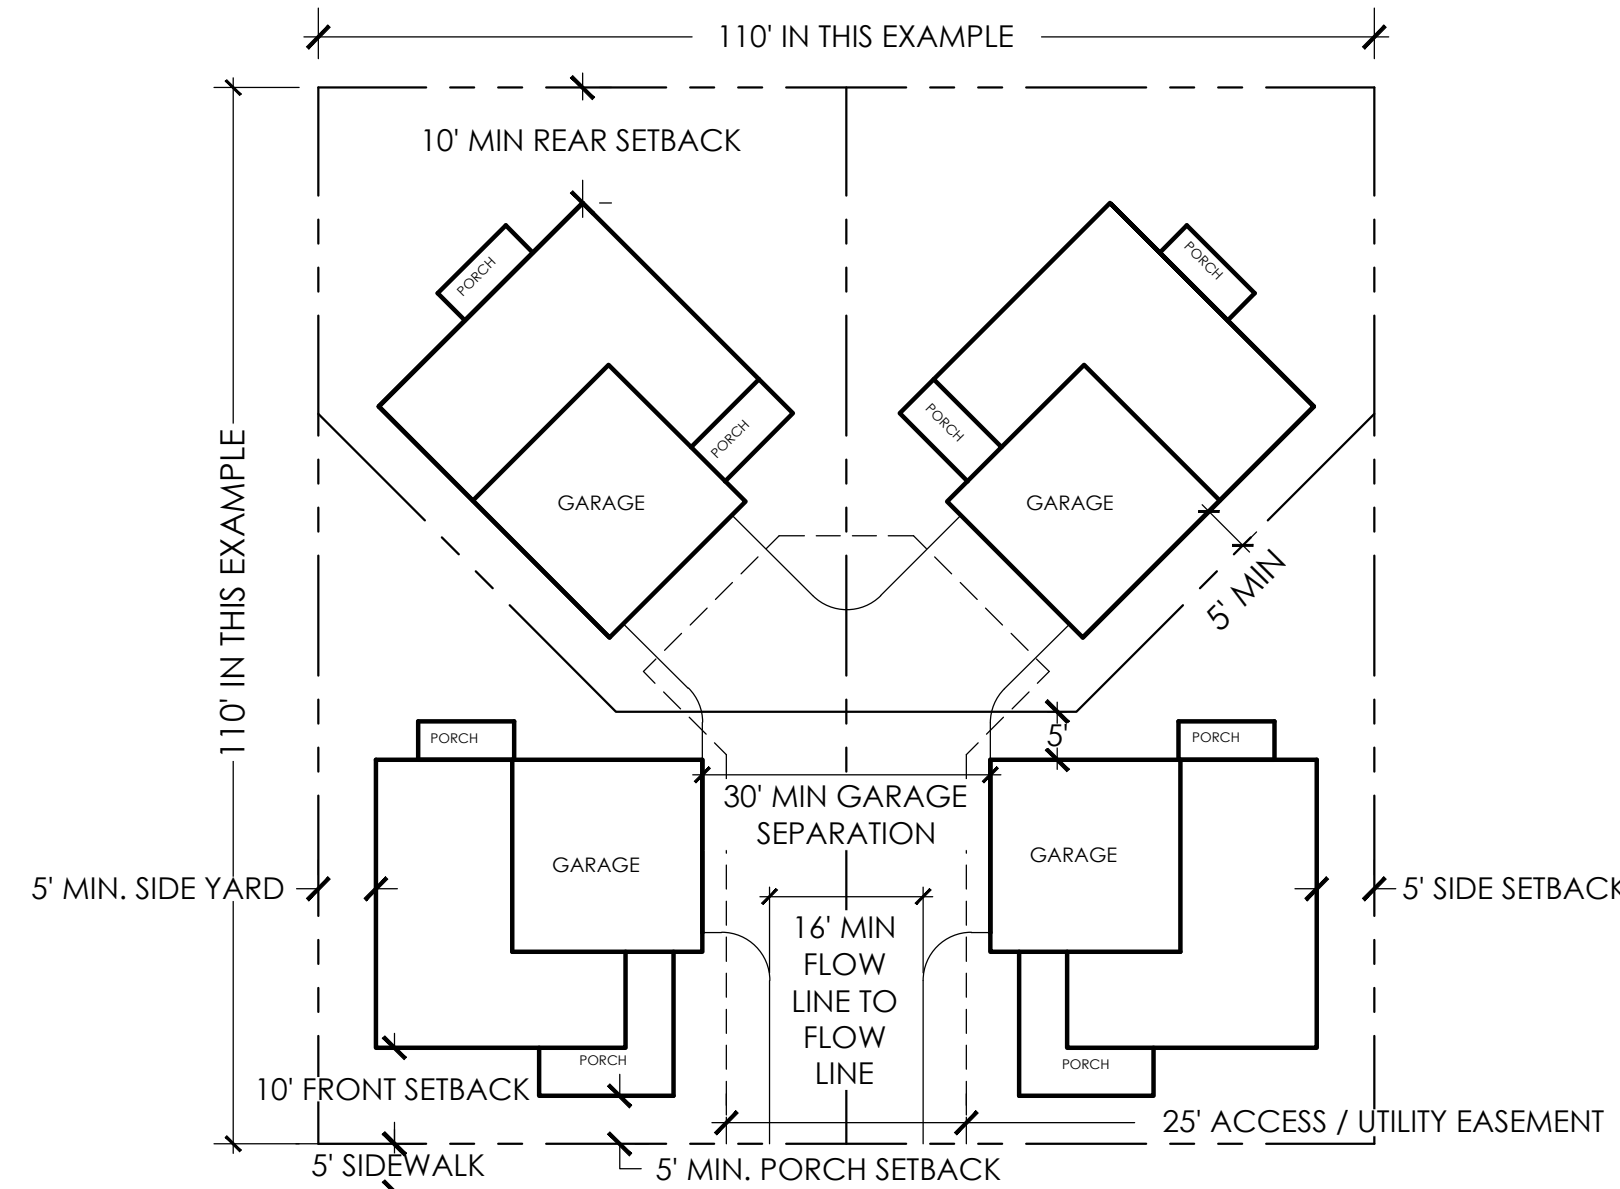 110' IN THIS EXAMPLE
10' MIN REAR SETBACK
PORCH
PORCH
PORCH
PORCH
GARAGE
GARAGE
110' IN THIS EXAMPLE
5' MIN
PORCH
5'
PORCH
30' MIN GARAGE
SEPARATION
GARAGE
GARAGE
5' MIN. SIDE YARD
5' SIDE SETBACK
16' MIN
FLOW
LINE TO
FLOW
LINE
PORCH
PORCH
10' FRONT SETBACK
25' ACCESS / UTILITY EASEMENT
5' SIDEWALK
5' MIN. PORCH SETBACK